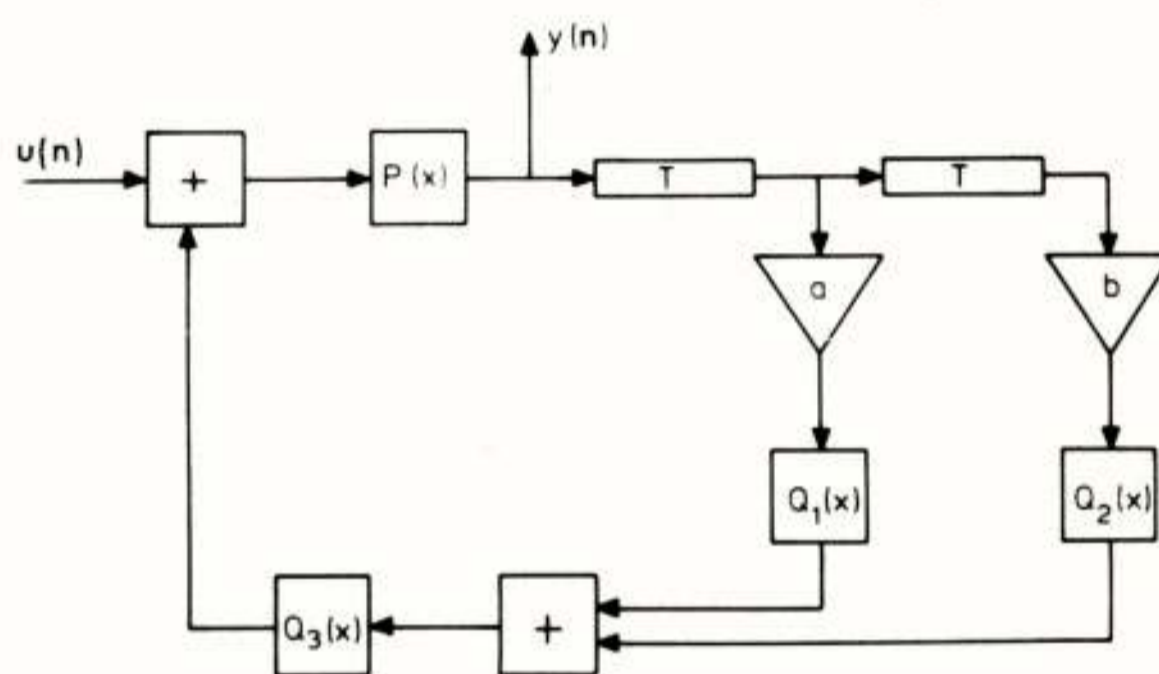 y(n)
u(n)
+
P(x)
T
T
a
b
Q₁(x)
Q₂(x)
Q₃(x)
+